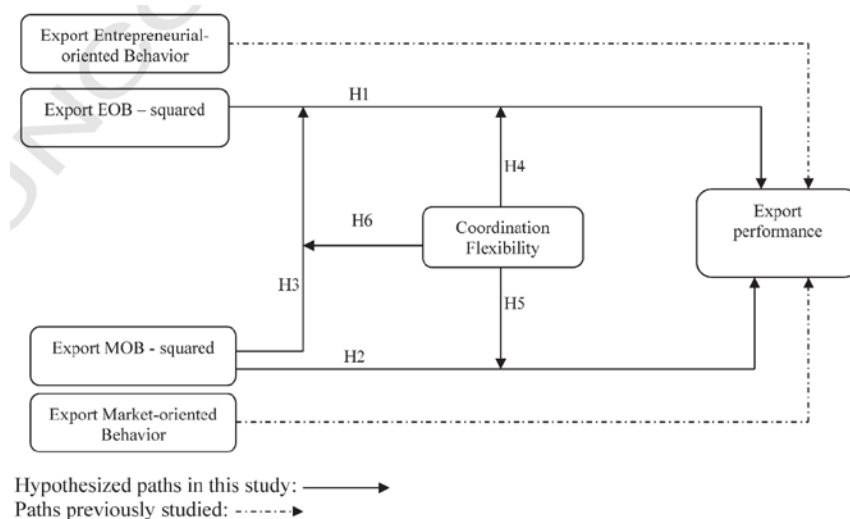 UNCO
Export Entrepreneurial-
oriented Behavior
Export EOB – squared
H1
H4
H6
Coordination
Flexibility
Export
performance
H3
H5
Export MOB - squared
H2
Export Market-oriented
Behavior
Hypothesized paths in this study:
Paths previously studied: